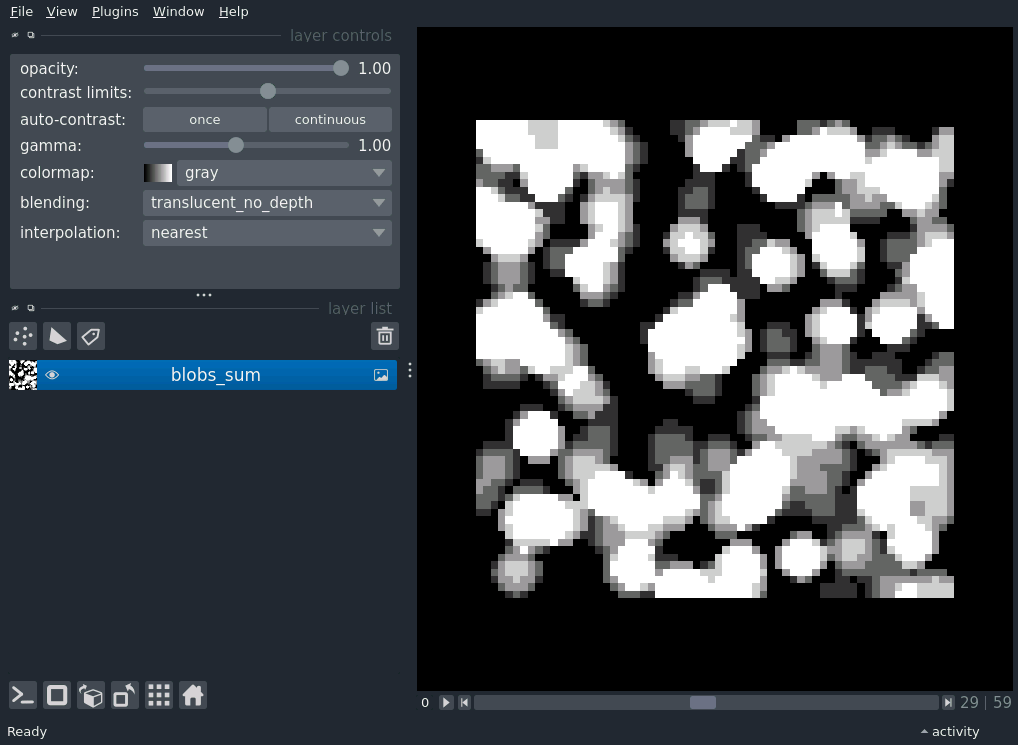 File View Plugins Window Help
layer controls
opacity: 1.00
contrast limits:
auto-contrast: once continuous
gamma: 1.00
colormap: gray
blending: translucent_no_depth
interpolation: nearest
layer list
blobs_sum
0 29 | 59
Ready activity